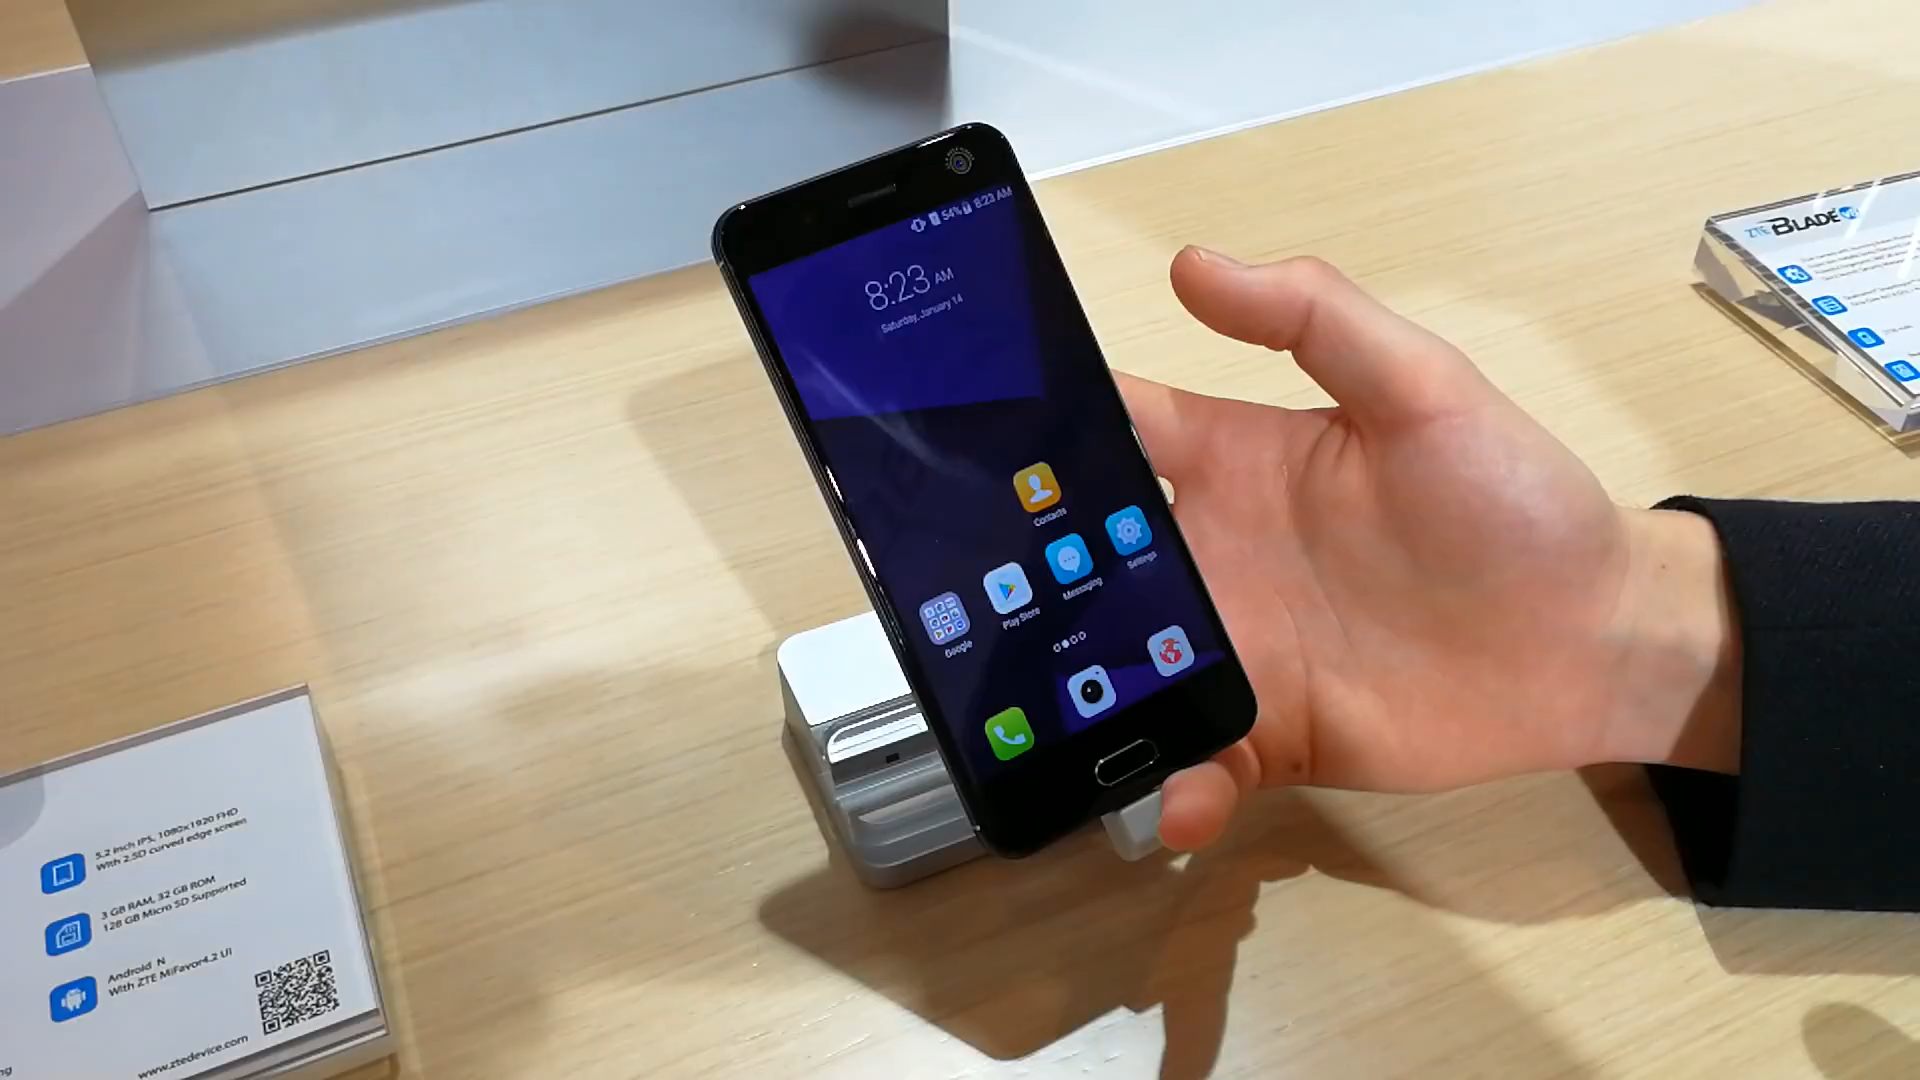 54% 8:23 AM
8:23 AM
Saturday, January 14
Contacts
Settings
Messaging
Play Store
Google
ZTE BLADE
5.2 inch IPS, 1080x1920 FHD
With 2.5D curved edge screen
3 GB RAM, 32 GB ROM
128 GB Micro SD Supported
Android N
With ZTE MiFavor4.2 UI
www.ztedevice.com
ng